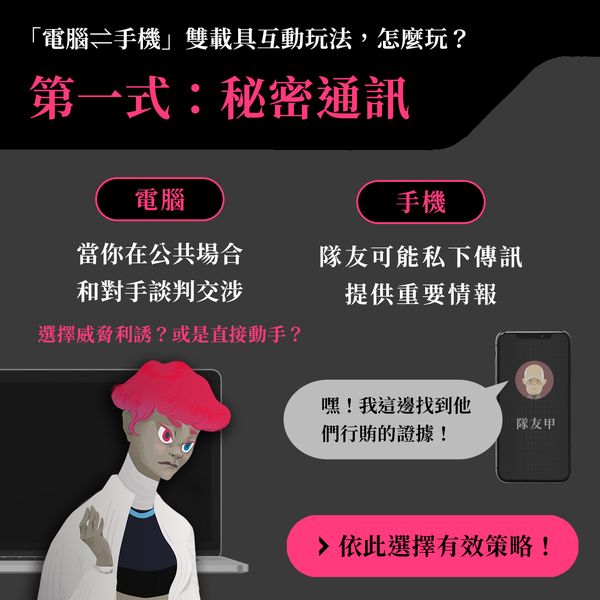 「電腦⇌手機」雙載具互動玩法，怎麼玩？
第一式：秘密通訊
電腦
當你在公共場合
和對手談判交涉
選擇威脅利誘？或是直接動手？
手機
隊友可能私下傳訊
提供重要情報
嘿！我這邊找到他
們行賄的證據！
隊友甲
› 依此選擇有效策略！